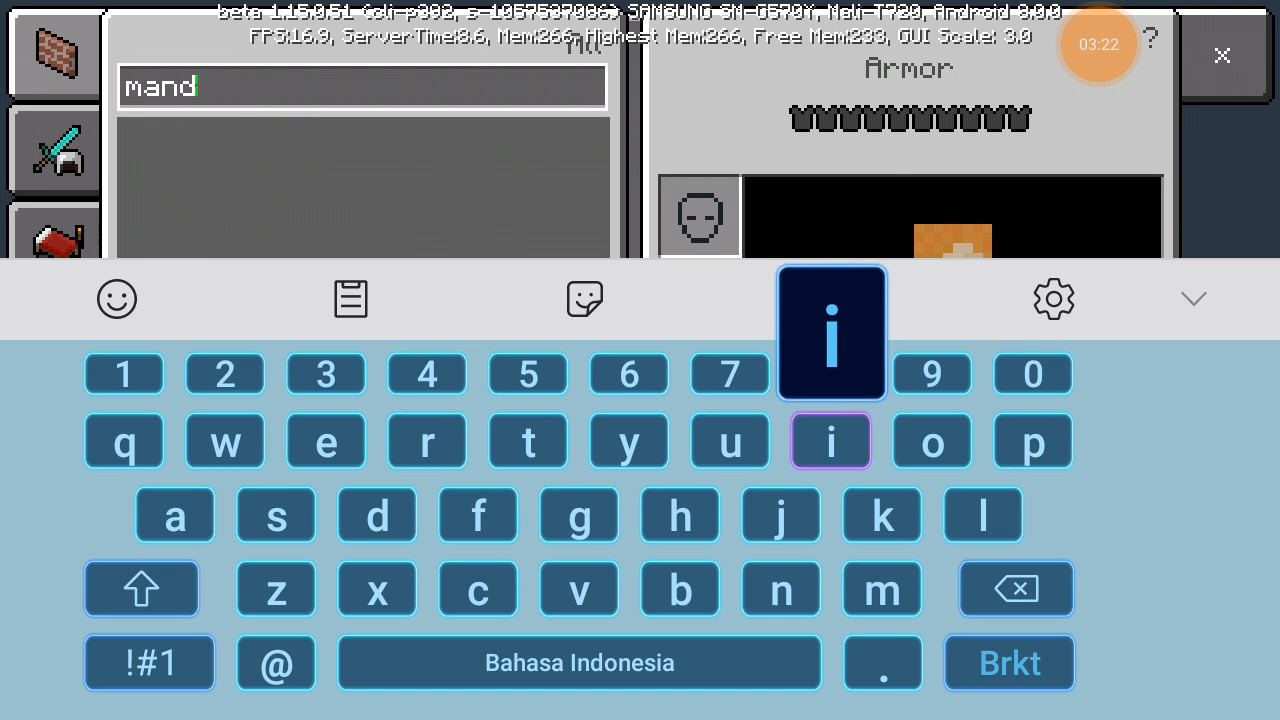 beta 1.15.0.51 (cli-p392, s-1057537006) SAMSUNG SM-G570Y, Mali-T720, Android 8.0.0
FPS:16.9, ServerTime:8.6, Mem:266, Highest Mem:266, Free Mem:233, GUI Scale: 3.0
All
03:22
?
mand
Armor
i
1 2 3 4 5 6 7 9 0
q w e r t y u i o p
a s d f g h j k l
z x c v b n m
!#1 @ Bahasa Indonesia . Brkt